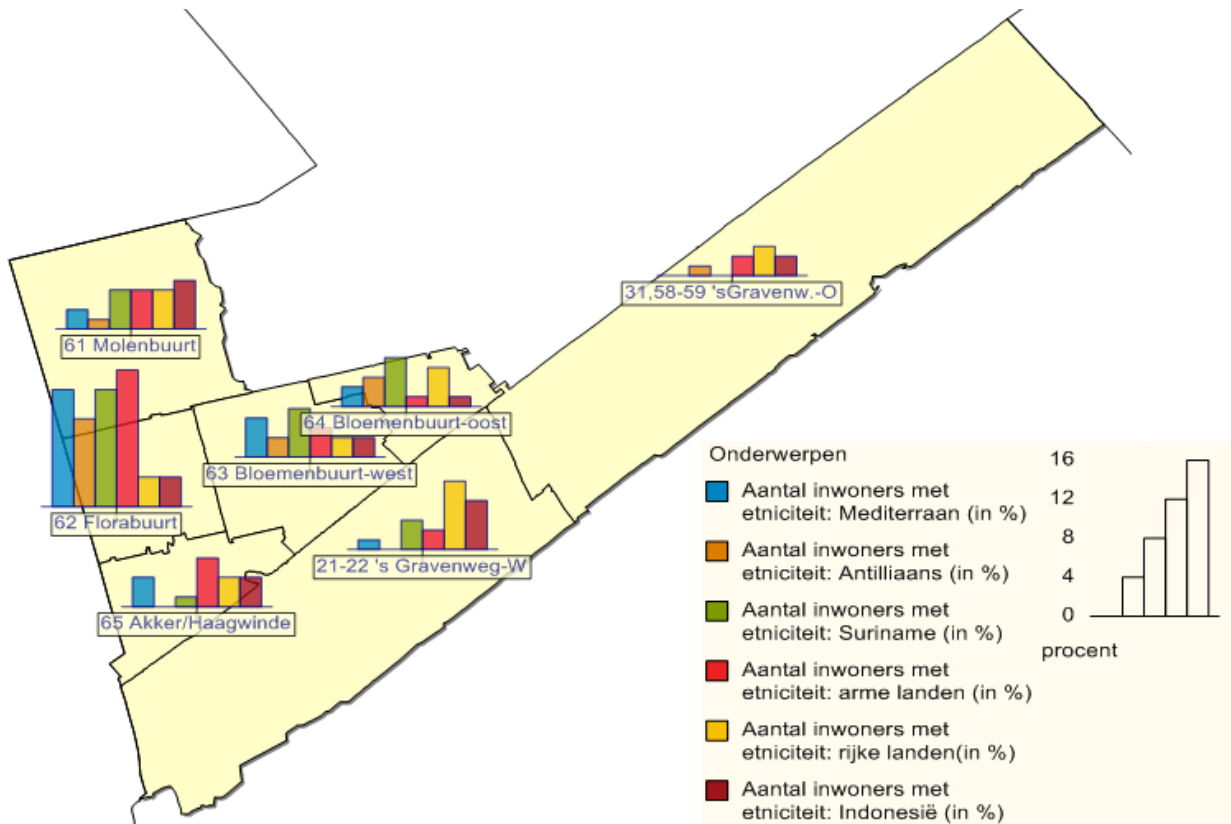 31,58-59 'sGravenw.-O
61 Molenbuurt
64 Bloemenbuurt-oost
63 Bloemenbuurt-west
62 Florabuurt
21-22 's Gravenweg-W
65 Akker/Haagwinde
Onderwerpen
Aantal inwoners met
etniciteit: Mediterraan (in %)
Aantal inwoners met
etniciteit: Antilliaans (in %)
Aantal inwoners met
etniciteit: Suriname (in %)
Aantal inwoners met
etniciteit: arme landen (in %)
Aantal inwoners met
etniciteit: rijke landen(in %)
Aantal inwoners met
etniciteit: Indonesië (in %)
16
12
8
4
0
procent